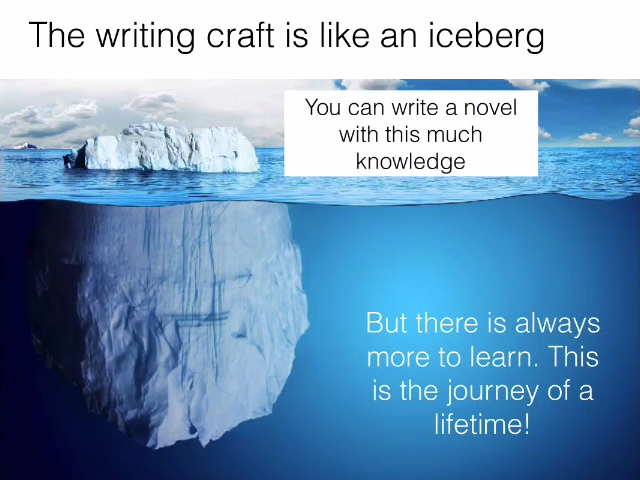 The writing craft is like an iceberg
You can write a novel
with this much
knowledge
But there is always
more to learn. This
is the journey of a
lifetime!